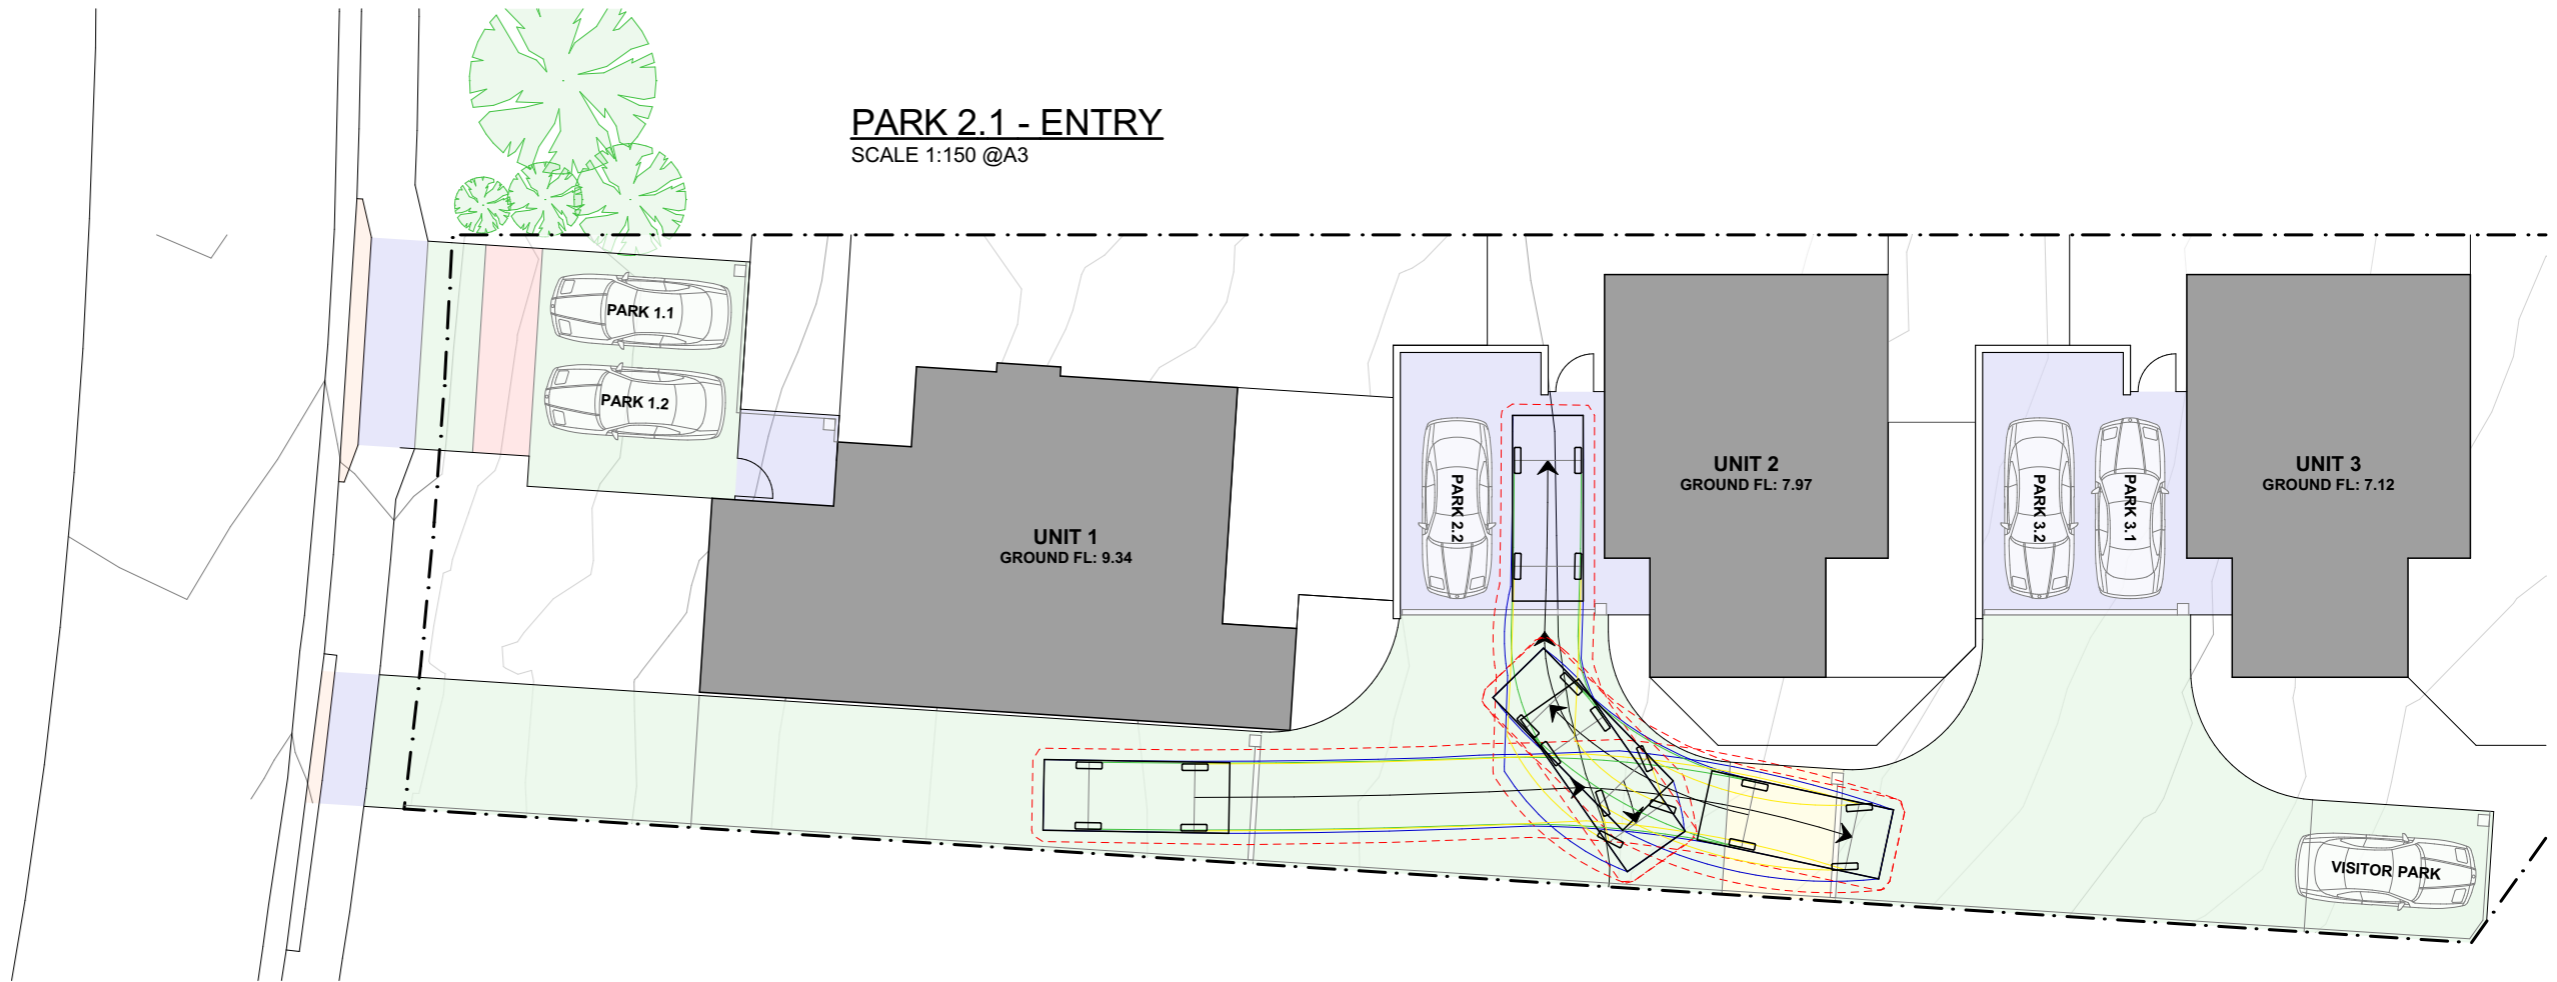 PARK 2.1 - ENTRY
SCALE 1:150 @A3
PARK 1.1
PARK 1.2
UNIT 1
GROUND FL: 9.34
PARK 2.2
UNIT 2
GROUND FL: 7.97
PARK 3.2
PARK 3.1
UNIT 3
GROUND FL: 7.12
VISITOR PARK